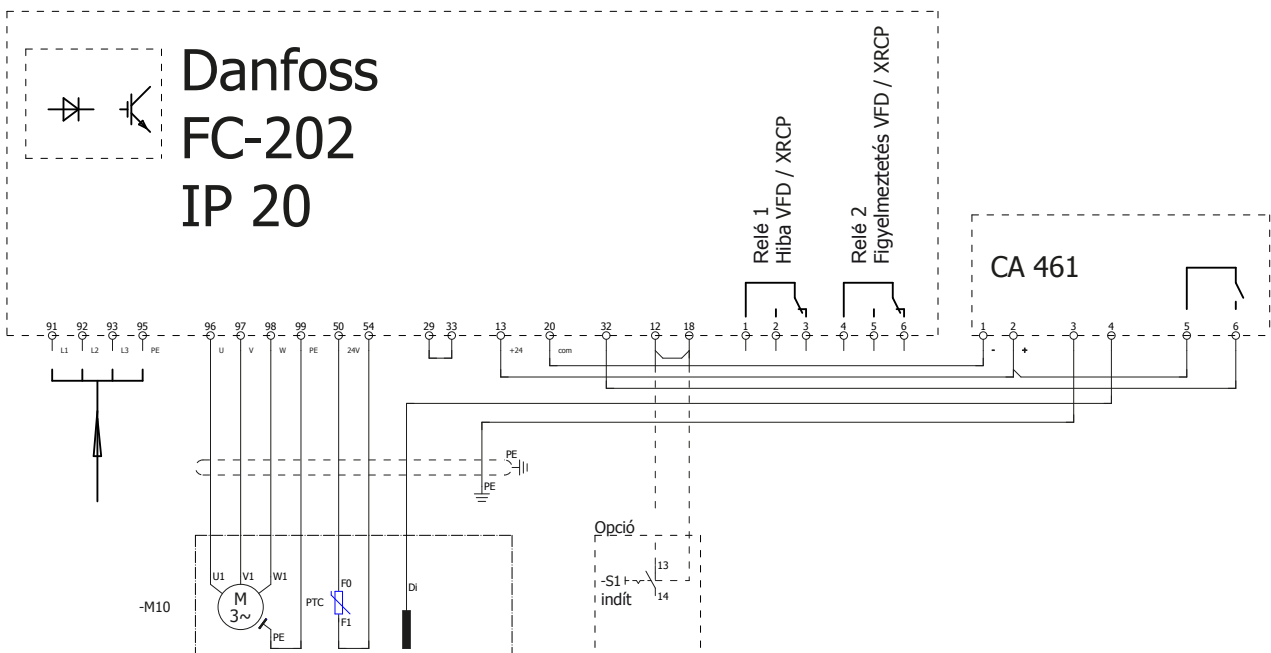 Danfoss
FC-202
IP 20
Relé 1
Hiba VFD / XRCP
Relé 2
Figyelmeztetés VFD / XRCP
CA 461
91 92 93 95 96 97 98 99 50 54 29 33 13 20 32 12 18 1 2 3 4 5 6 1 2 3 4 5 6
L1 L2 L3 PE U V W PE 24V +24 com - +
PE
PE
Opció
U1 V1 W1 F0 Di 13
-S1
-M10 M PTC 14
3~ indít
F1
PE